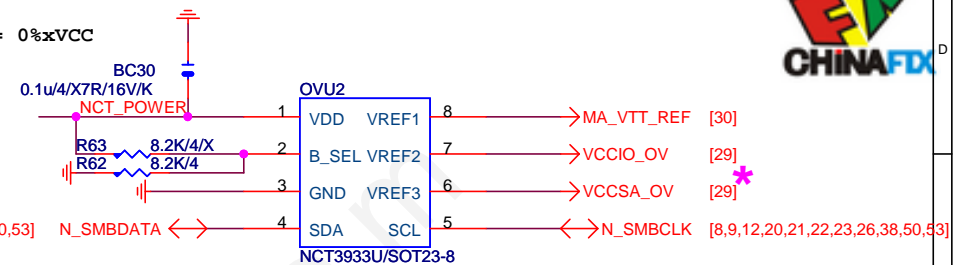 = 0%xVCC
D
CHINAFIX
BC30
0.1u/4/X7R/16V/K
OVU2
NCT_POWER
1 VDD VREF1 8 MA_VTT_REF [30]
R63 8.2K/4/X
2 B_SEL VREF2 7 VCCIO_OV [29]
R62 8.2K/4
3 GND VREF3 6 VCCSA_OV [29] *
0,53] N_SMBDATA 4 SDA SCL 5 N_SMBCLK [8,9,12,20,21,22,23,26,38,50,53]
NCT3933U/SOT23-8